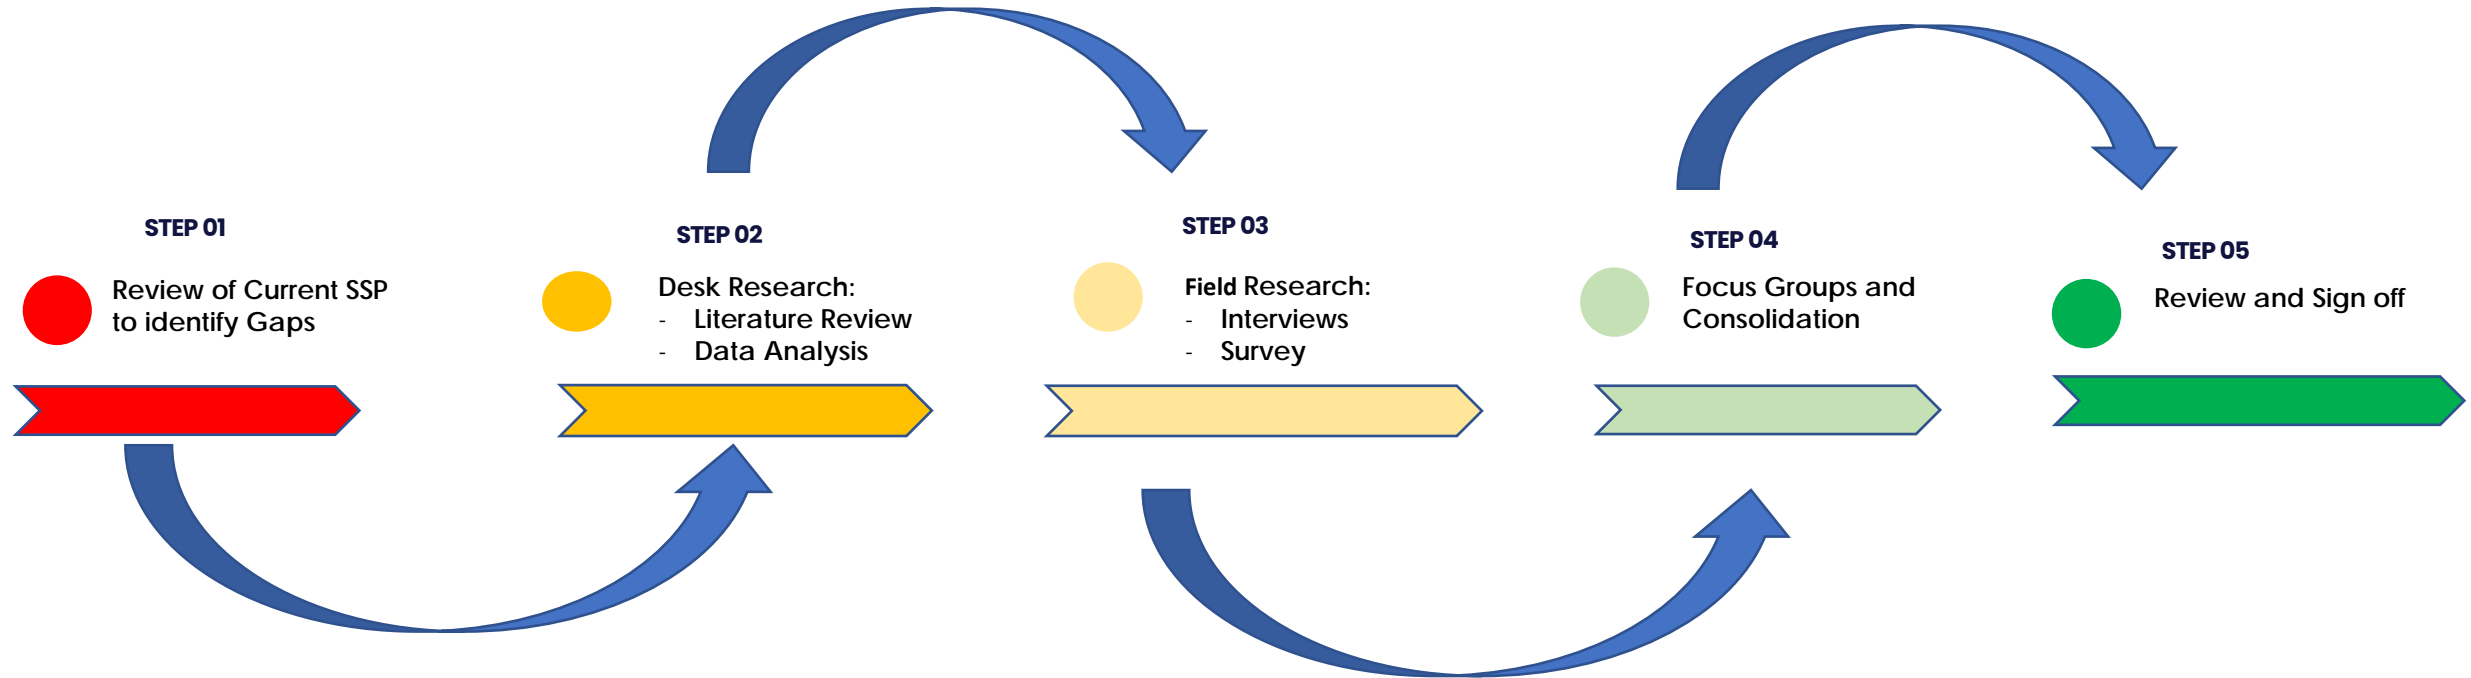 STEP 01
Review of Current SSP
to identify Gaps
STEP 02
Desk Research:
- Literature Review
- Data Analysis
STEP 03
Field Research:
- Interviews
- Survey
STEP 04
Focus Groups and
Consolidation
STEP 05
Review and Sign off